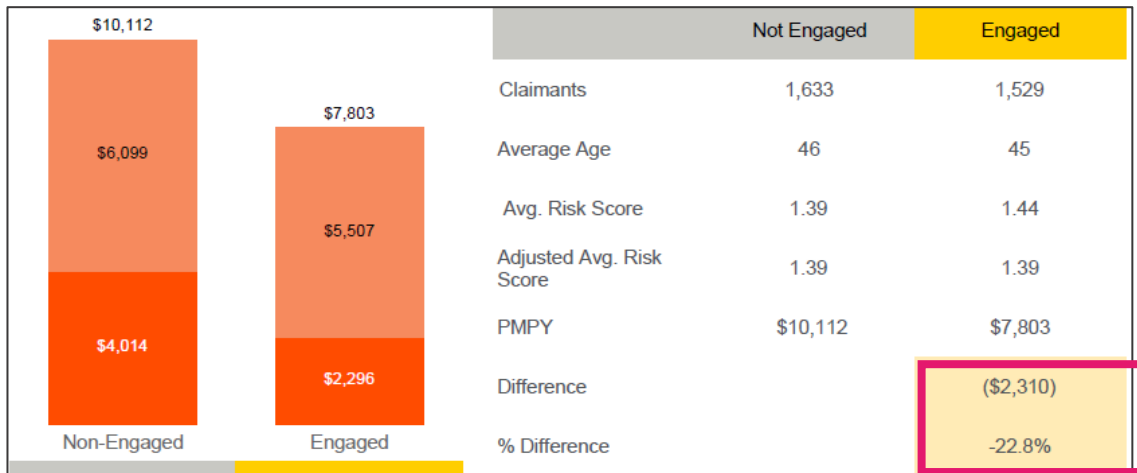 $10,112
$6,099
$4,014
Non-Engaged
$7,803
$5,507
$2,296
Engaged
Not Engaged Engaged
Claimants 1,633 1,529
Average Age 46 45
Avg. Risk Score 1.39 1.44
Adjusted Avg. Risk
Score 1.39 1.39
PMPY $10,112 $7,803
Difference ($2,310)
% Difference -22.8%